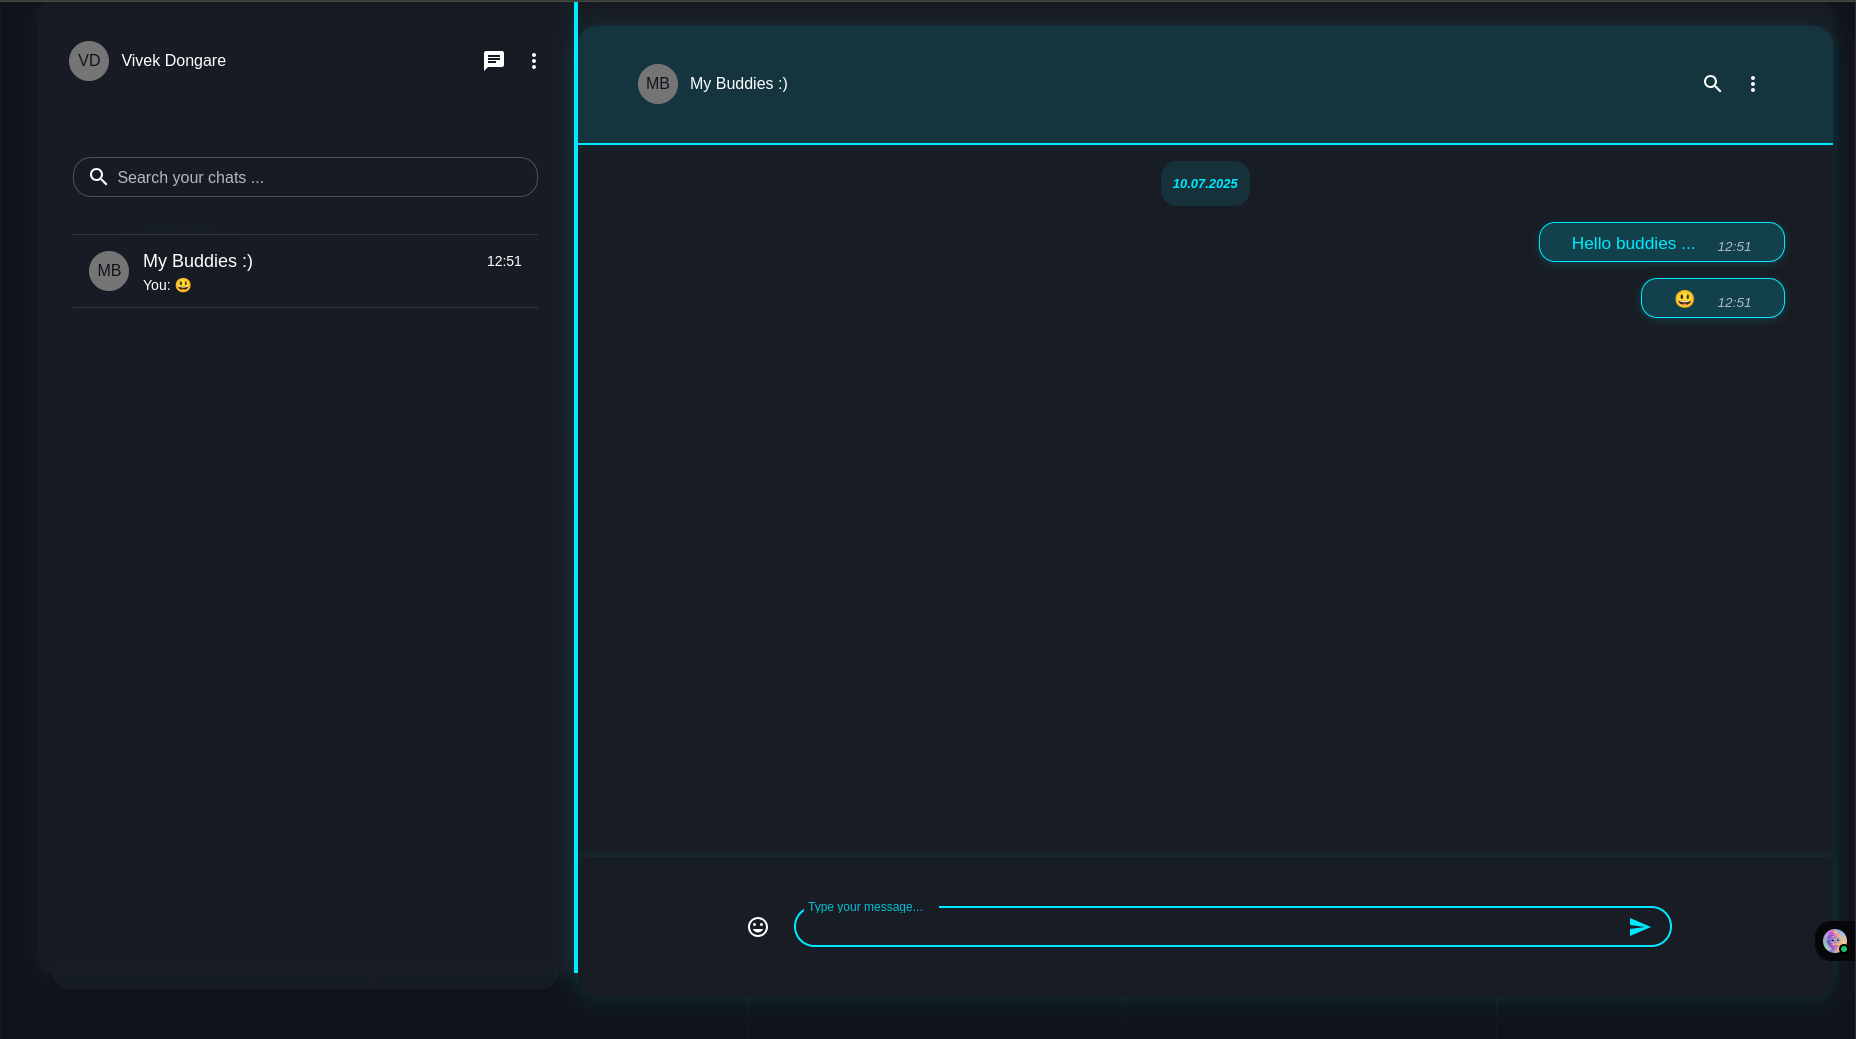 VD Vivek Dongare
Search your chats ...
MB My Buddies :) 12:51
You: 😃
MB My Buddies :)
10.07.2025
Hello buddies ... 12:51
😃 12:51
Type your message...